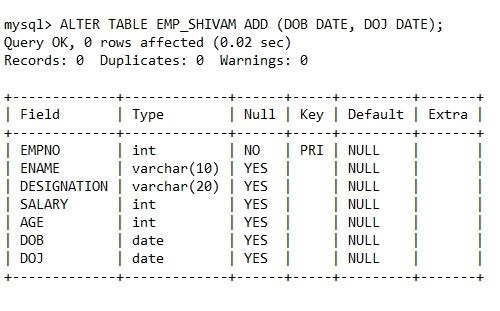 mysql> ALTER TABLE EMP_SHIVAM ADD (DOB DATE, DOJ DATE);
Query OK, 0 rows affected (0.02 sec)
Records: 0  Duplicates: 0  Warnings: 0
+-------------+-------------+------+-----+---------+-------+
| Field       | Type        | Null | Key | Default | Extra |
+-------------+-------------+------+-----+---------+-------+
| EMPNO       | int         | NO   | PRI | NULL    |       |
| ENAME       | varchar(10) | YES  |     | NULL    |       |
| DESIGNATION | varchar(20) | YES  |     | NULL    |       |
| SALARY      | int         | YES  |     | NULL    |       |
| AGE         | int         | YES  |     | NULL    |       |
| DOB         | date        | YES  |     | NULL    |       |
| DOJ         | date        | YES  |     | NULL    |       |
+-------------+-------------+------+-----+---------+-------+